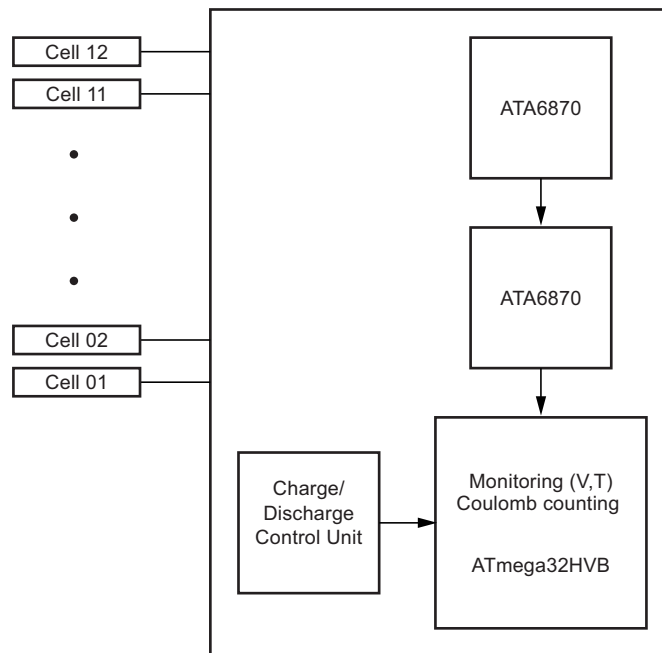 Cell 12
Cell 11
Cell 02
Cell 01
ATA6870
ATA6870
Charge/
Discharge
Control Unit
Monitoring (V,T)
Coulomb counting
ATmega32HVB